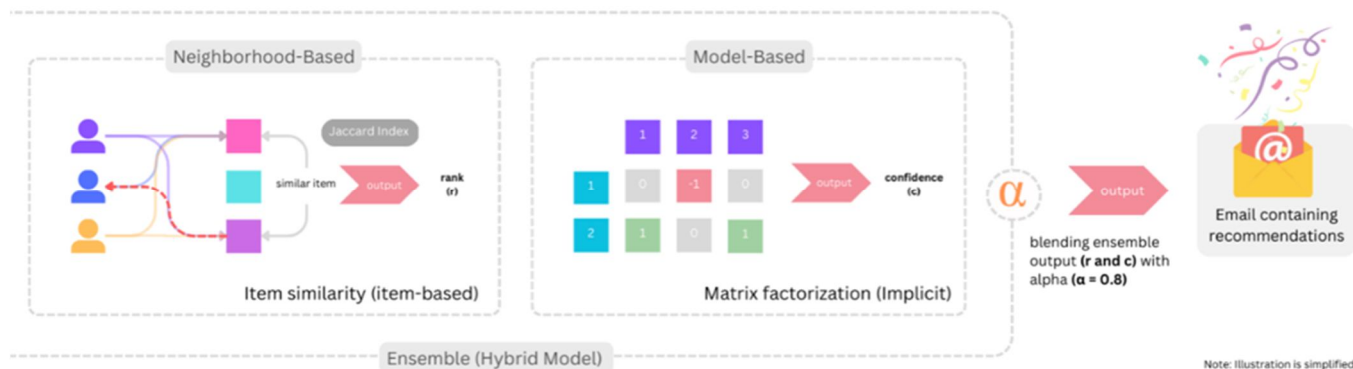 Neighborhood-Based
Jaccard Index
similar item
output
rank
(r)
Item similarity (item-based)
Model-Based
1 2 3
1 0 -1 0
2 1 0 1
output
confidence
(c)
Matrix factorization (Implicit)
Ensemble (Hybrid Model)
α
output
blending ensemble
output (r and c) with
alpha (α = 0.8)
@
Email containing
recommendations
Note: Illustration is simplified